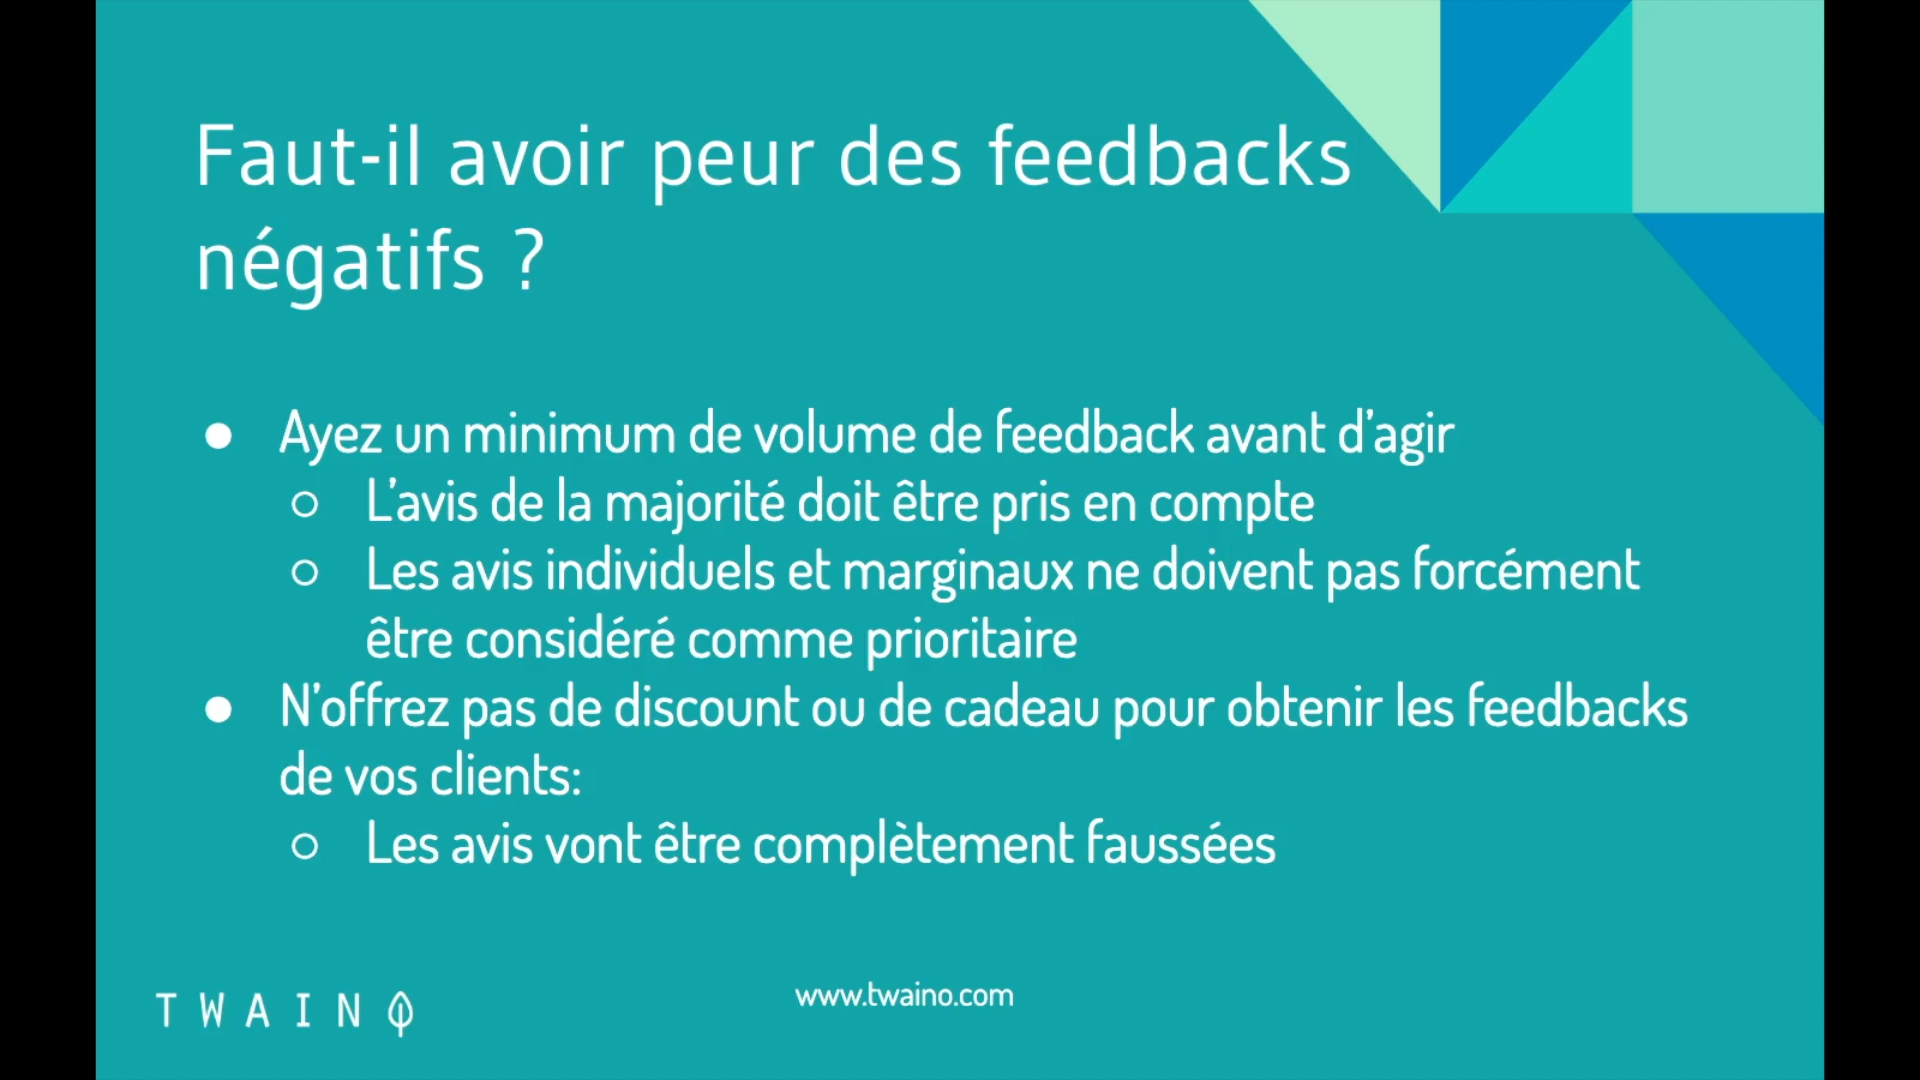 Faut-il avoir peur des feedbacks
négatifs ?
● Ayez un minimum de volume de feedback avant d’agir
○ L’avis de la majorité doit être pris en compte
○ Les avis individuels et marginaux ne doivent pas forcément
être considéré comme prioritaire
● N’offrez pas de discount ou de cadeau pour obtenir les feedbacks
de vos clients:
○ Les avis vont être complètement faussées
TWAINO
www.twaino.com